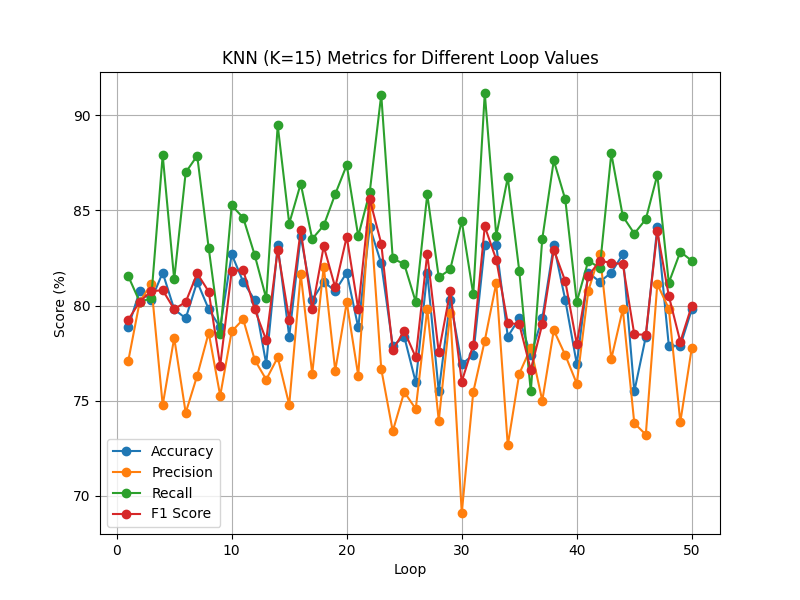 KNN (K=15) Metrics for Different Loop Values
Score (%)
90
85
80
75
70
Accuracy
Precision
Recall
F1 Score
0
10
20
30
40
50
Loop